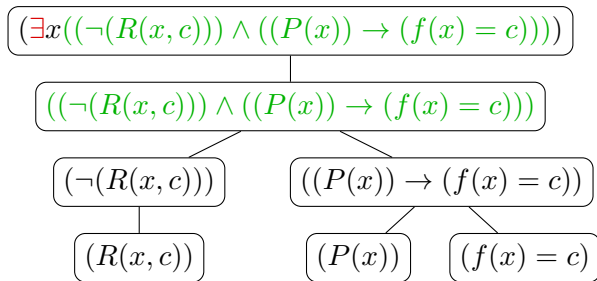 (∃x((¬(R(x, c))) ∧ ((P(x)) → (f(x) = c))))
((¬(R(x, c))) ∧ ((P(x)) → (f(x) = c)))
(¬(R(x, c))) ((P(x)) → (f(x) = c))
(R(x, c)) (P(x)) (f(x) = c)